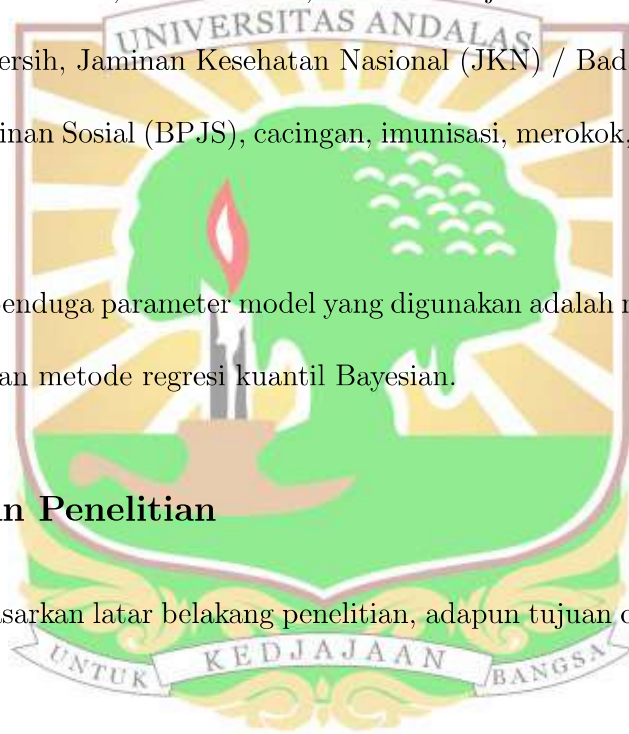 UNIVERSITAS ANDALAS
ersih, Jaminan Kesehatan Nasional (JKN) / Bad
inan Sosial (BPJS), cacingan, imunisasi, merokok,
enduga parameter model yang digunakan adalah
an metode regresi kuantil Bayesian.
n Penelitian
sarkan latar belakang penelitian, adapun tujuan
UNTUK KEDJAJAAN BANGSA